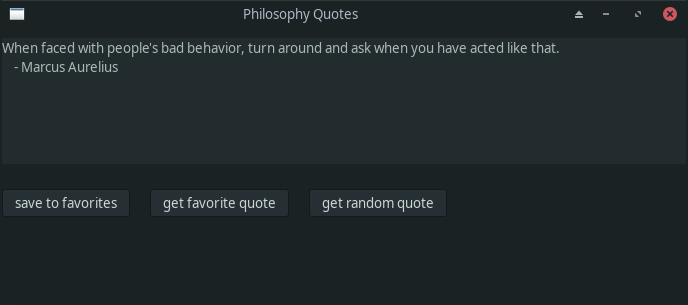 Philosophy Quotes
When faced with people's bad behavior, turn around and ask when you have acted like that.
- Marcus Aurelius
save to favorites
get favorite quote
get random quote